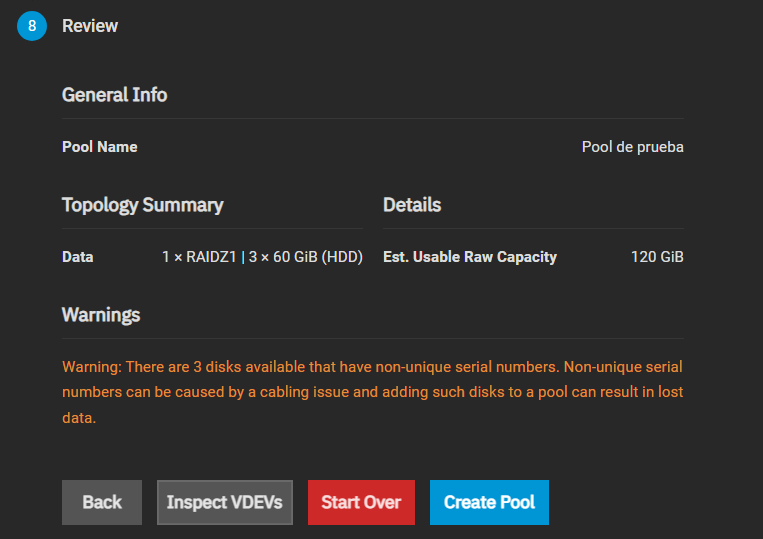 8 Review
General Info
Pool Name Pool de prueba
Topology Summary Details
Data 1 × RAIDZ1 | 3 × 60 GiB (HDD) Est. Usable Raw Capacity 120 GiB
Warnings
Warning: There are 3 disks available that have non-unique serial numbers. Non-unique serial
numbers can be caused by a cabling issue and adding such disks to a pool can result in lost
data.
Back Inspect VDEVs Start Over Create Pool